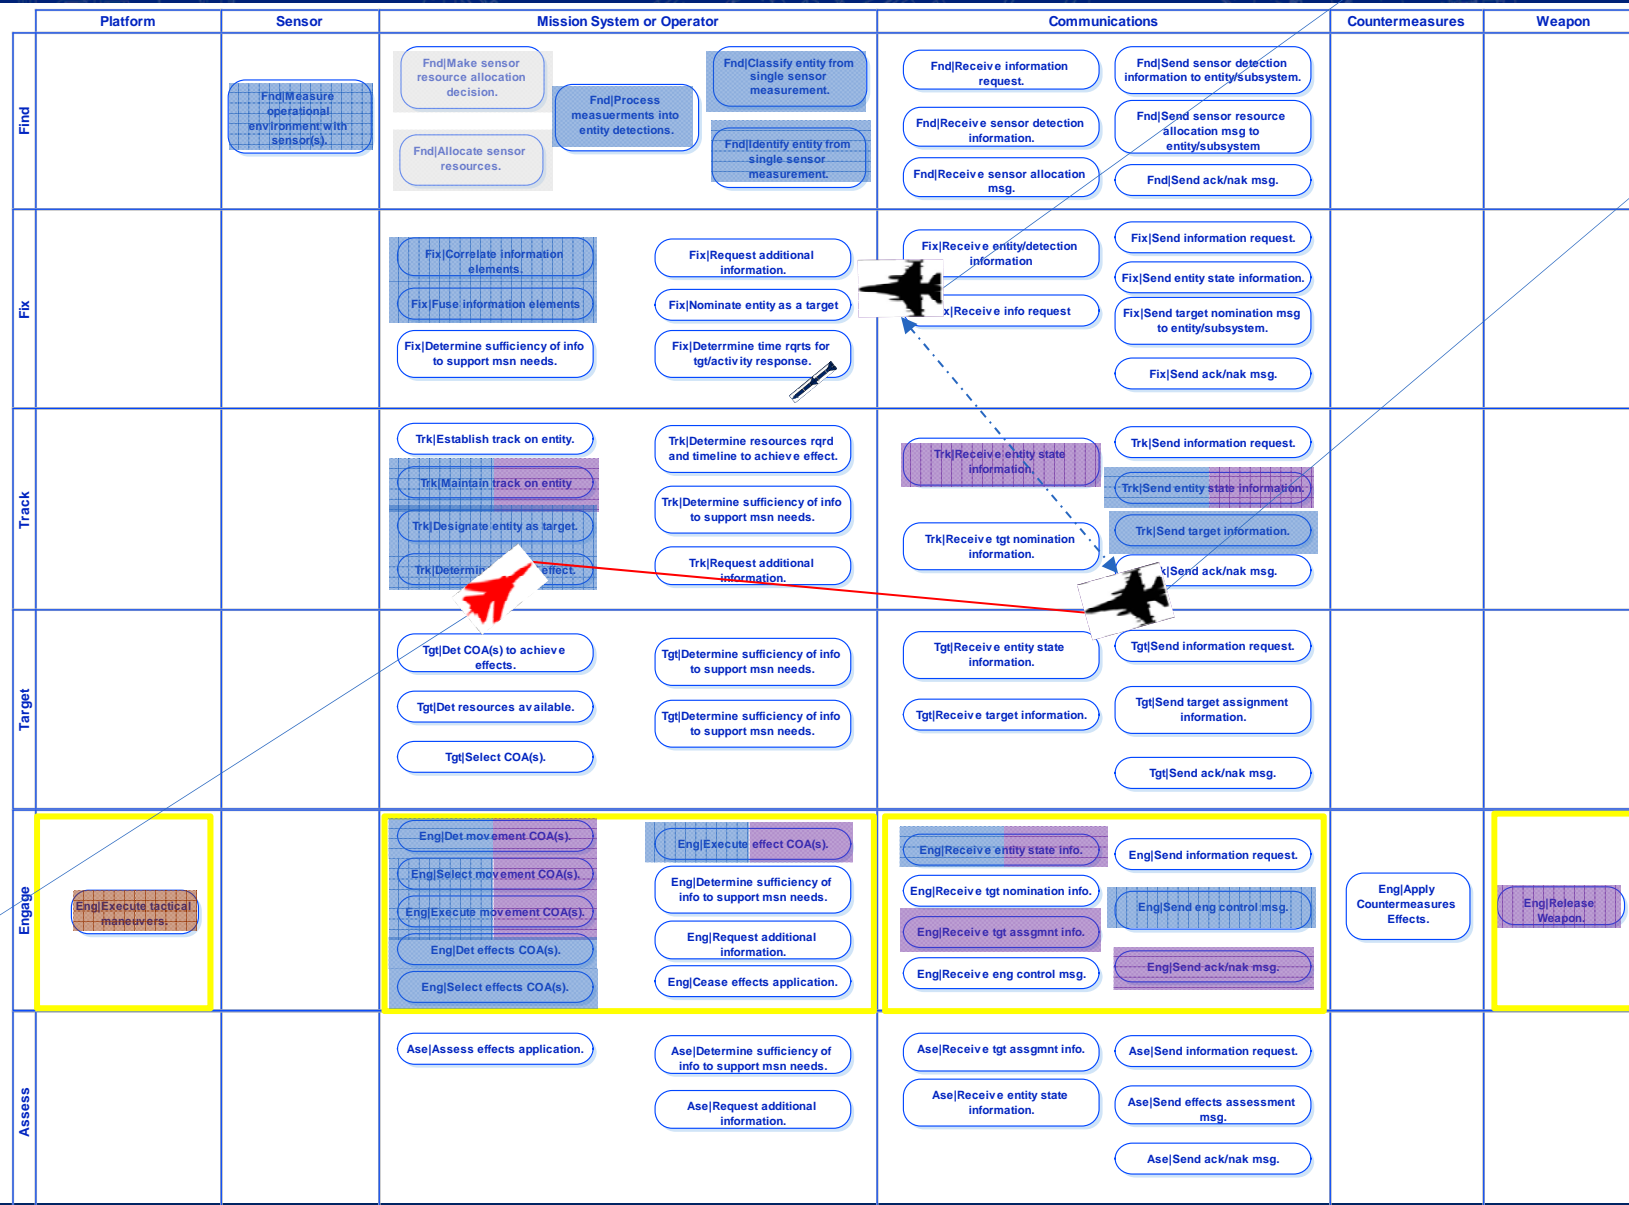 Platform
Sensor
Mission System or Operator
Communications
Countermeasures
Weapon
Find
Fnd|Measure
operational
environment with
sensor(s).
Fnd|Make sensor
resource allocation
decision.
Fnd|Allocate sensor
resources.
Fnd|Process
measuerments into
entity detections.
Fnd|Classify entity from
single sensor
measurement.
Fnd|Identify entity from
single sensor
measurement.
Fnd|Receive information
request.
Fnd|Receive sensor detection
information.
Fnd|Receive sensor allocation
msg.
Fnd|Send sensor detection
information to entity/subsystem.
Fnd|Send sensor resource
allocation msg to
entity/subsystem
Fnd|Send ack/nak msg.
Fix
Fix|Correlate information
elements.
Fix|Fuse information elements
Fix|Determine sufficiency of info
to support msn needs.
Fix|Request additional
information.
Fix|Nominate entity as a target
Fix|Deterrmine time rqrts for
tgt/activity response.
Fix|Receive entity/detection
information
x|Receive info request
Fix|Send information request.
Fix|Send entity state information.
Fix|Send target nomination msg
to entity/subsystem.
Fix|Send ack/nak msg.
Track
Trk|Establish track on entity.
Trk|Maintain track on entity
Trk|Designate entity as target.
Trk|Determin effect.
Trk|Determine resources rqrd
and timeline to achieve effect.
Trk|Determine sufficiency of info
to support msn needs.
Trk|Request additional
information.
Trk|Receive entity state
information.
Trk|Receive tgt nomination
information.
Trk|Send information request.
Trk|Send entity state information.
Trk|Send target information.
k|Send ack/nak msg.
Target
Tgt|Det COA(s) to achieve
effects.
Tgt|Det resources available.
Tgt|Select COA(s).
Tgt|Determine sufficiency of info
to support msn needs.
Tgt|Determine sufficiency of info
to support msn needs.
Tgt|Receive entity state
information.
Tgt|Receive target information.
Tgt|Send information request.
Tgt|Send target assignment
information.
Tgt|Send ack/nak msg.
Engage
Eng|Execute tactical
maneuvers.
Eng|Det movement COA(s).
Eng|Select movement COA(s).
Eng|Execute movement COA(s).
Eng|Det effects COA(s).
Eng|Select effects COA(s).
Eng|Execute effect COA(s).
Eng|Determine sufficiency of
info to support msn needs.
Eng|Request additional
information.
Eng|Cease effects application.
Eng|Receive entity state info.
Eng|Receive tgt nomination info.
Eng|Receive tgt assgmnt info.
Eng|Receive eng control msg.
Eng|Send information request.
Eng|Send eng control msg.
Eng|Send ack/nak msg.
Eng|Apply
Countermeasures
Effects.
Eng|Release
Weapon.
Assess
Ase|Assess effects application.
Ase|Determine sufficiency of
info to support msn needs.
Ase|Request additional
information.
Ase|Receive tgt assgmnt info.
Ase|Receive entity state
information.
Ase|Send information request.
Ase|Send effects assessment
msg.
Ase|Send ack/nak msg.